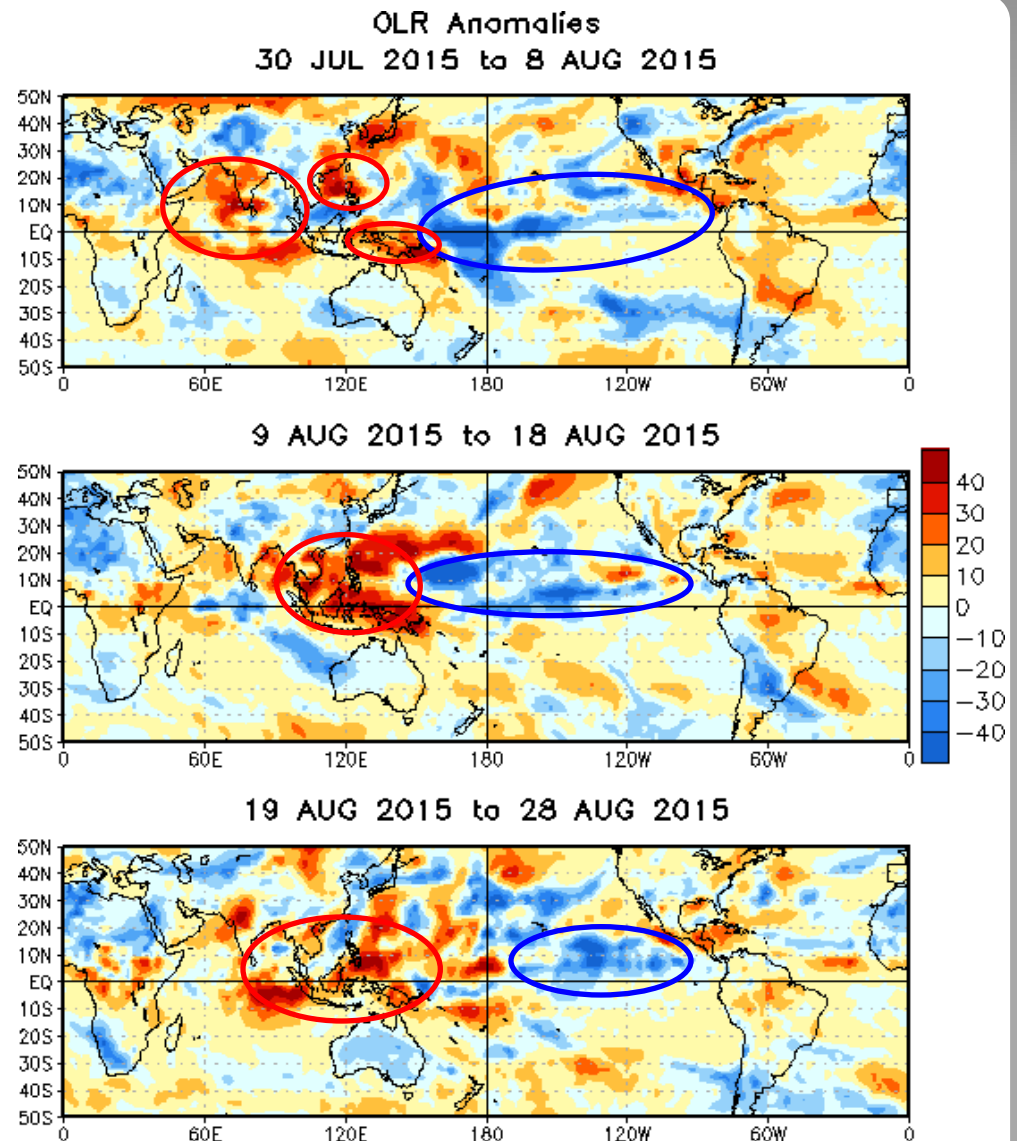 OLR Anomalies
30 JUL 2015 to 8 AUG 2015
50N
40N
30N
20N
10N
EQ
10S
20S
30S
40S
50S
0 60E 120E 180 120W 60W 0
9 AUG 2015 to 18 AUG 2015
50N
40N
30N
20N
10N
EQ
10S
20S
30S
40S
50S
0 60E 120E 180 120W 60W 0
40
30
20
10
0
-10
-20
-30
-40
19 AUG 2015 to 28 AUG 2015
50N
40N
30N
20N
10N
EQ
10S
20S
30S
40S
50S
0 60E 120E 180 120W 60W 0